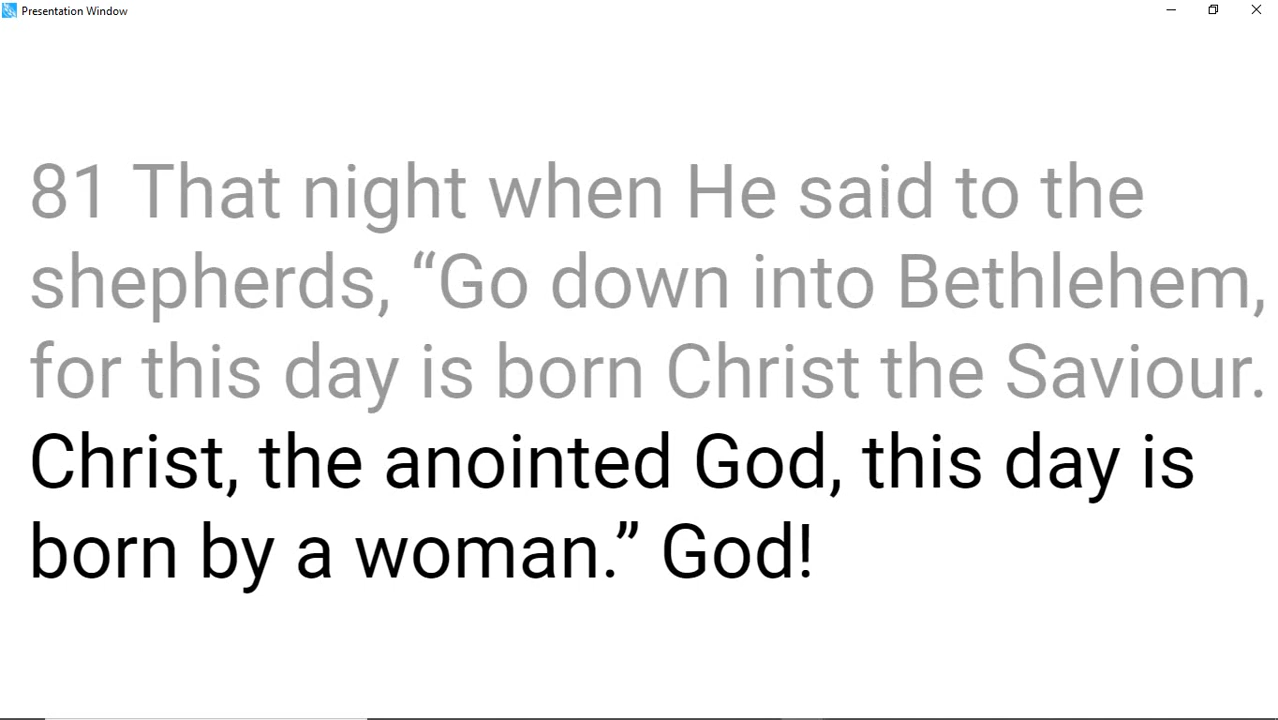 Presentation Window
81 That night when He said to the
shepherds, “Go down into Bethlehem,
for this day is born Christ the Saviour.
Christ, the anointed God, this day is
born by a woman.” God!